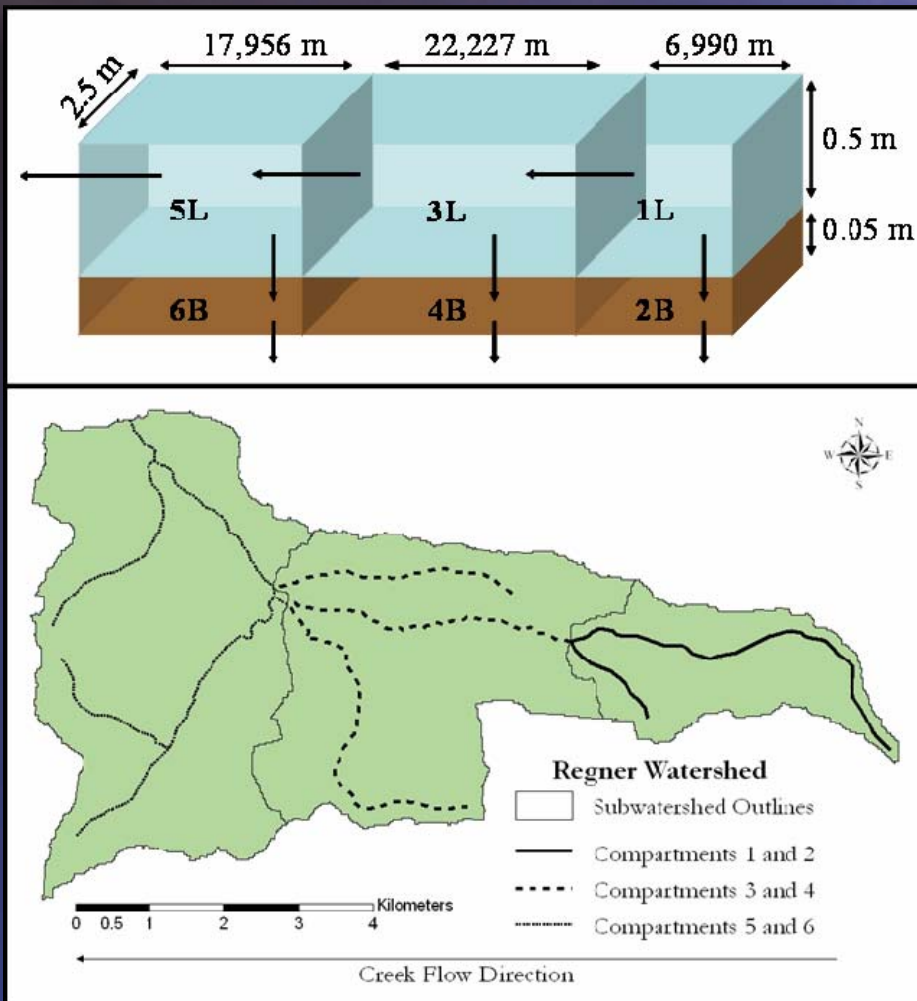 17,956 m 22,227 m 6,990 m
2.5 m
0.5 m
5L 3L 1L
0.05 m
6B 4B 2B
N
W E
S
Regner Watershed
Subwatershed Outlines
Compartments 1 and 2
Compartments 3 and 4
Compartments 5 and 6
Kilometers
0 0.5 1 2 3 4
Creek Flow Direction